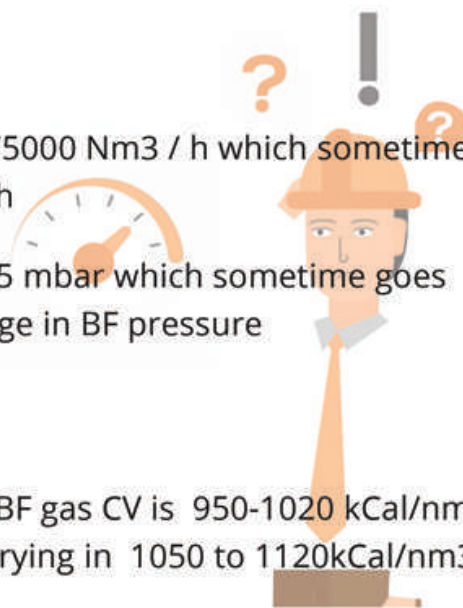 5000 Nm3 / h which sometime
h
5 mbar which sometime goes
ge in BF pressure
BF gas CV is 950-1020 kCal/nm
rying in 1050 to 1120kCal/nm3
? ! ?